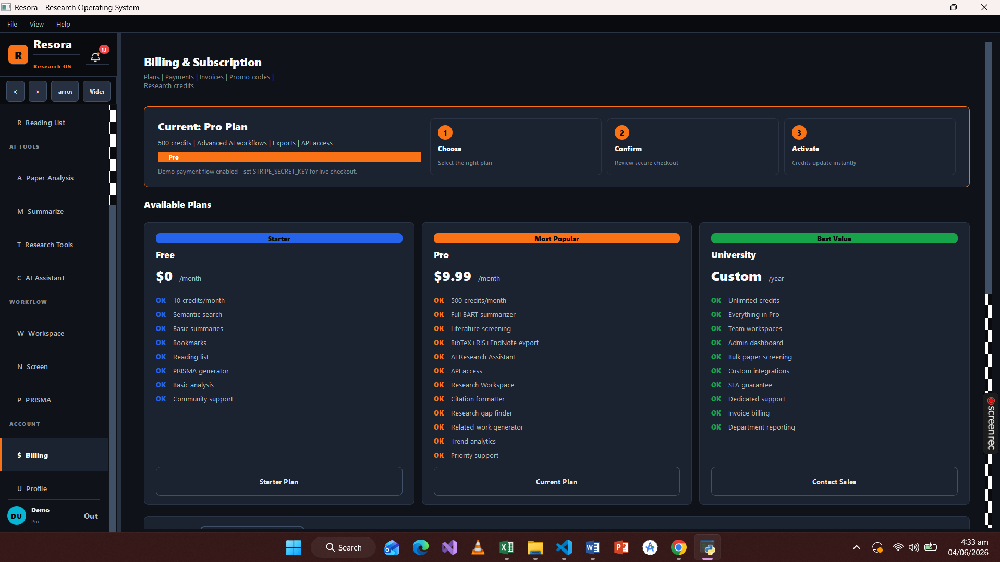 Resora - Research Operating System
File View Help
R
Resora
Research OS
13
< > arrow Wider
R Reading List
AI TOOLS
A Paper Analysis
M Summarize
T Research Tools
C AI Assistant
WORKFLOW
W Workspace
N Screen
P PRISMA
ACCOUNT
$ Billing
U Profile
DU
Demo
Pro
Out
Billing & Subscription
Plans | Payments | Invoices | Promo codes |
Research credits
Current: Pro Plan
500 credits | Advanced AI workflows | Exports | API access
Pro
Demo payment flow enabled - set STRIPE_SECRET_KEY for live checkout.
1
Choose
Select the right plan
2
Confirm
Review secure checkout
3
Activate
Credits update instantly
Available Plans
Starter
Free
$0 /month
OK 10 credits/month
OK Semantic search
OK Basic summaries
OK Bookmarks
OK Reading list
OK PRISMA generator
OK Basic analysis
OK Community support
Starter Plan
Most Popular
Pro
$9.99 /month
OK 500 credits/month
OK Full BART summarizer
OK Literature screening
OK BibTeX+RIS+EndNote export
OK AI Research Assistant
OK API access
OK Research Workspace
OK Citation formatter
OK Research gap finder
OK Related-work generator
OK Trend analytics
OK Priority support
Current Plan
Best Value
University
Custom /year
OK Unlimited credits
OK Everything in Pro
OK Team workspaces
OK Admin dashboard
OK Bulk paper screening
OK Custom integrations
OK SLA guarantee
OK Dedicated support
OK Invoice billing
OK Department reporting
Contact Sales
screenrec
Search
4:33 am
04/06/2026